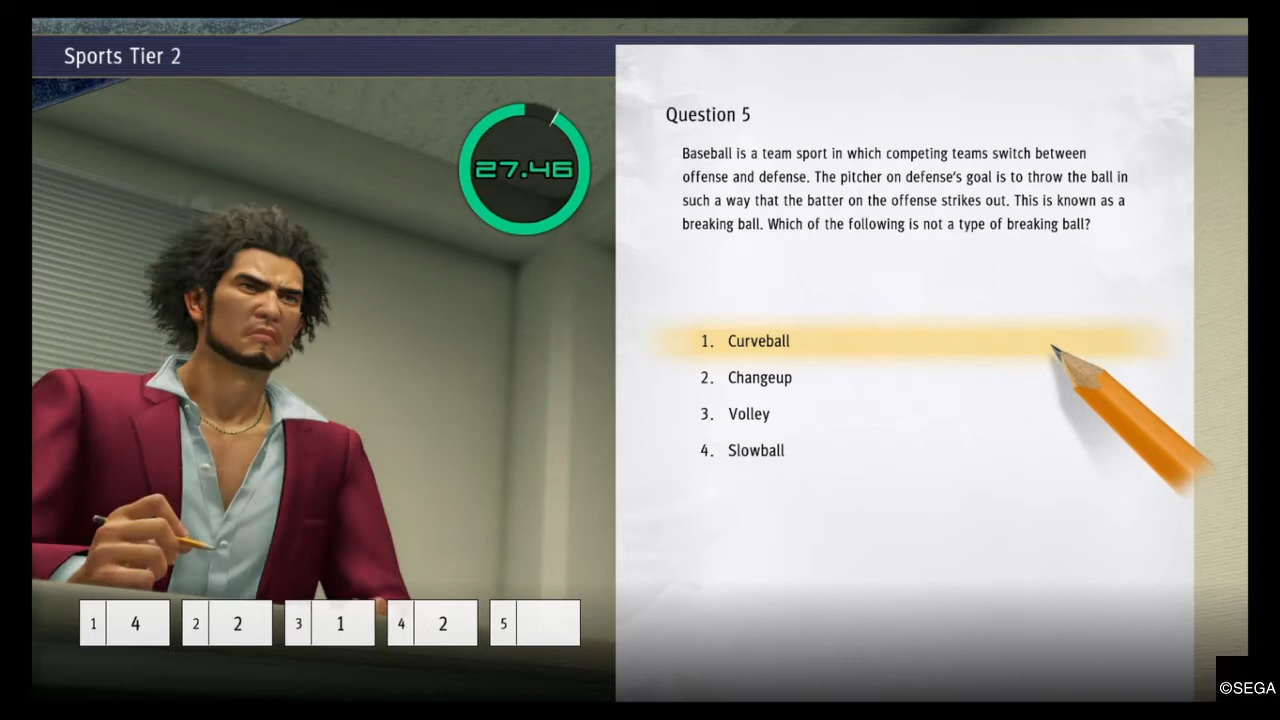 Sports Tier 2
27.46
Question 5
Baseball is a team sport in which competing teams switch between
offense and defense. The pitcher on defense's goal is to throw the ball in
such a way that the batter on the offense strikes out. This is known as a
breaking ball. Which of the following is not a type of breaking ball?
1. Curveball
2. Changeup
3. Volley
4. Slowball
1 4 2 2 3 1 4 2 5
©SEGA